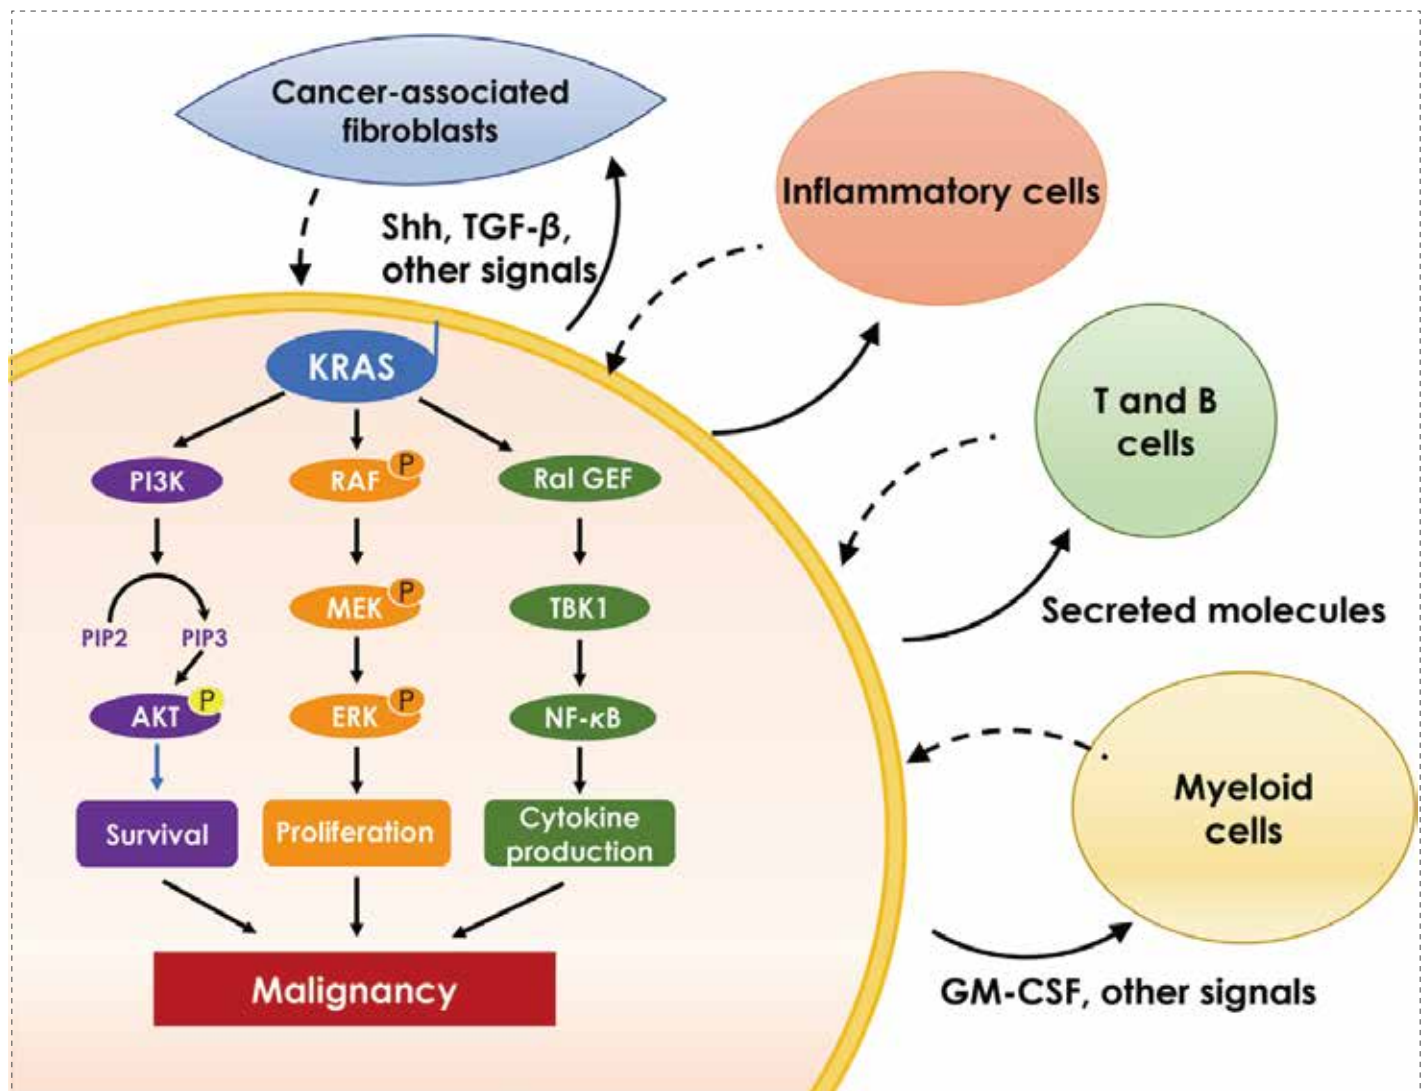 Cancer-associated
fibroblasts
Inflammatory cells
Shh, TGF-β,
other signals
KRAS
T and B
cells
PI3K
RAF
P
Ral GEF
MEK
P
TBK1
PIP2
PIP3
Secreted molecules
AKT
P
ERK
P
NF-κB
Myeloid
cells
Survival
Proliferation
Cytokine
production
Malignancy
GM-CSF, other signals